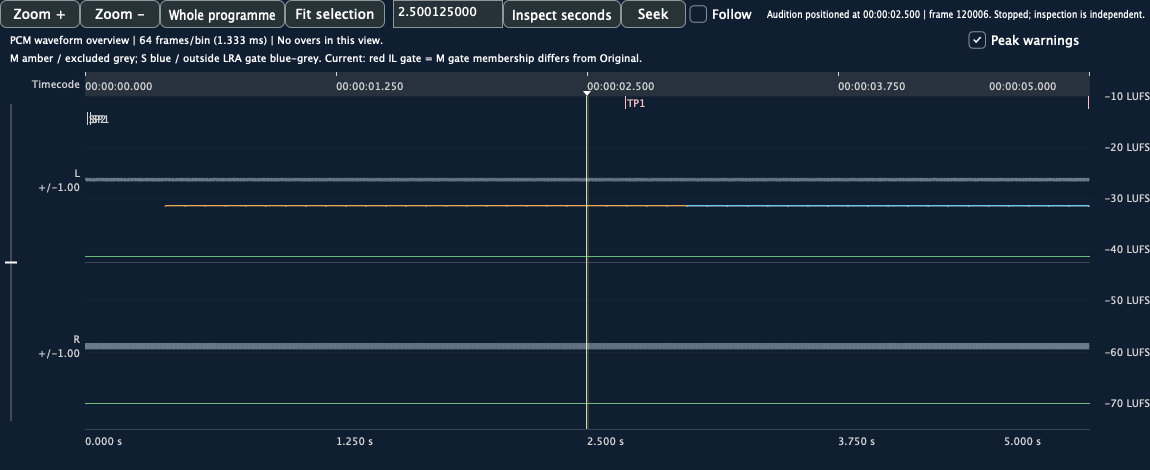 Zoom + Zoom – Whole programme Fit selection 2.500125000 Inspect seconds Seek Follow Audition positioned at 00:00:02.500 | frame 120006. Stopped; inspection is independent.
PCM waveform overview | 64 frames/bin (1.333 ms) | No overs in this view.
Peak warnings
M amber / excluded grey; S blue / outside LRA gate blue-grey. Current: red IL gate = M gate membership differs from Original.
Timecode 00:00:00.000 00:00:01.250 00:00:02.500 00:00:03.750 00:00:05.000
-10 LUFS
TP1
-20 LUFS
L
+/-1.00
-30 LUFS
-40 LUFS
-50 LUFS
R
+/-1.00
-60 LUFS
-70 LUFS
0.000 s 1.250 s 2.500 s 3.750 s 5.000 s